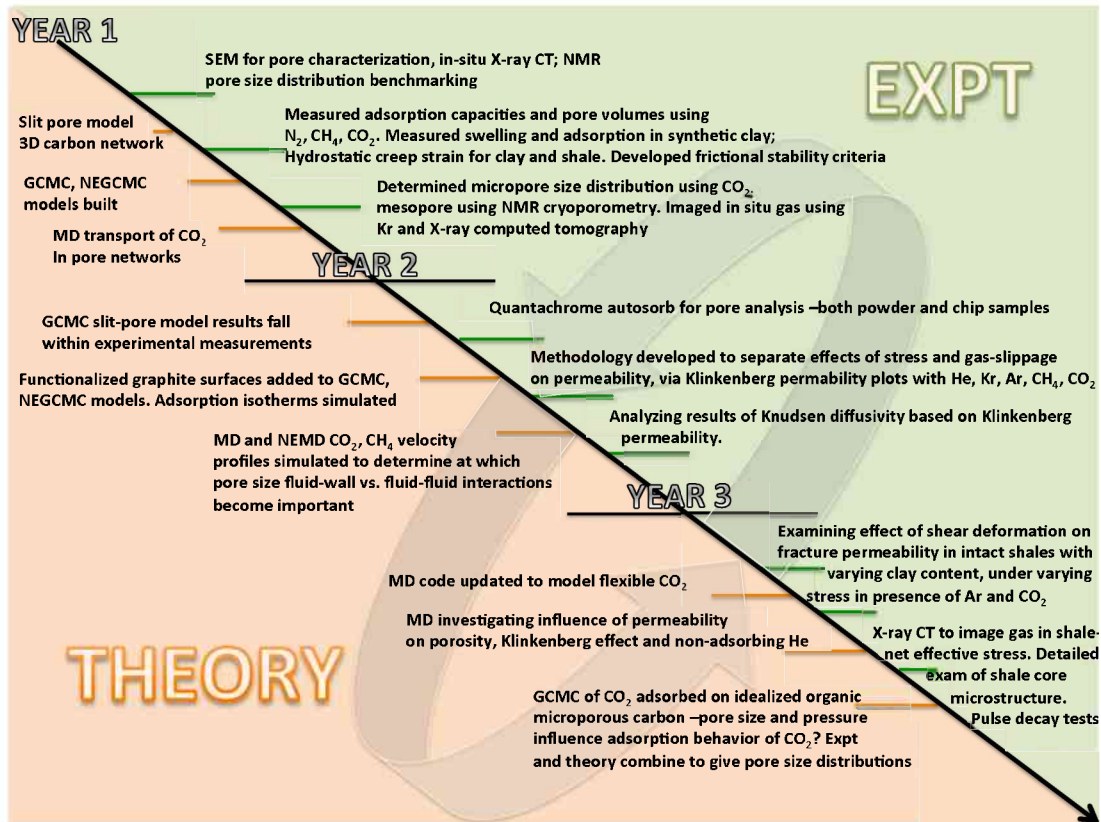 YEAR 1
SEM for pore characterization, in-situ X-ray CT; NMR
pore size distribution benchmarking
EXPT
Slit pore model
3D carbon network
Measured adsorption capacities and pore volumes using
N₂, CH₄, CO₂. Measured swelling and adsorption in synthetic clay;
Hydrostatic creep strain for clay and shale. Developed frictional stability criteria
GCMC, NEGCMC
models built
Determined micropore size distribution using CO₂;
mesopore using NMR cryoporometry. Imaged in situ gas using
Kr and X-ray computed tomography
MD transport of CO₂
In pore networks
YEAR 2
Quantachrome autosorb for pore analysis –both powder and chip samples
GCMC slit-pore model results fall
within experimental measurements
Methodology developed to separate effects of stress and gas-slippage
on permeability, via Klinkenberg permability plots with He, Kr, Ar, CH₄, CO₂
Functionalized graphite surfaces added to GCMC,
NEGCMC models. Adsorption isotherms simulated
Analyzing results of Knudsen diffusivity based on Klinkenberg
permeability.
MD and NEMD CO₂, CH₄ velocity
profiles simulated to determine at which
pore size fluid-wall vs. fluid-fluid interactions
become important
YEAR 3
Examining effect of shear deformation on
fracture permeability in intact shales with
varying clay content, under varying
stress in presence of Ar and CO₂
MD code updated to model flexible CO₂
MD investigating influence of permeability
on porosity, Klinkenberg effect and non-adsorbing He
X-ray CT to image gas in shale-
net effective stress. Detailed
exam of shale core
microstructure.
Pulse decay tests
THEORY
GCMC of CO₂ adsorbed on idealized organic
microporous carbon –pore size and pressure
influence adsorption behavior of CO₂? Expt
and theory combine to give pore size distributions